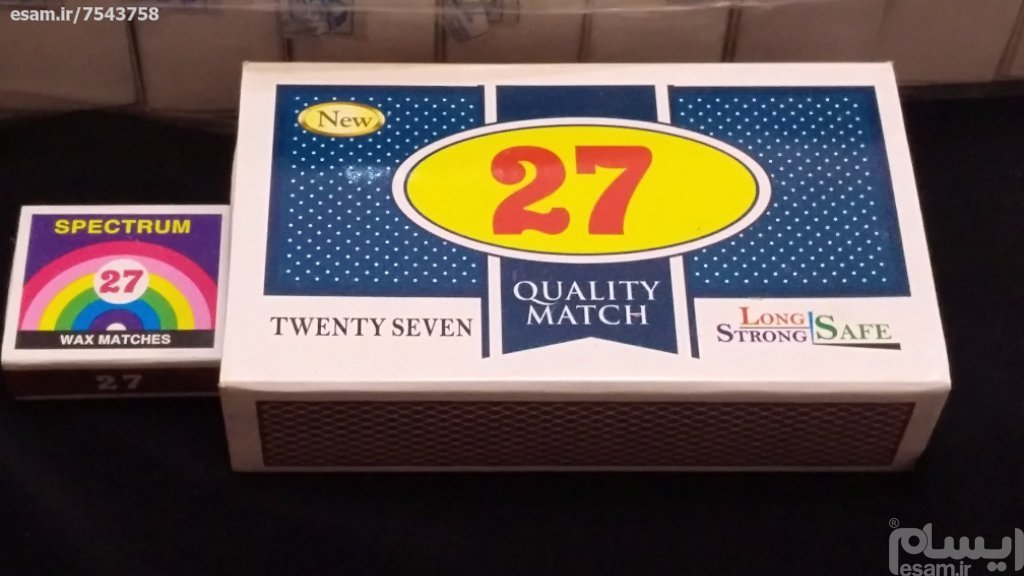 esam.ir/7543758
New
27
QUALITY
MATCH
TWENTY SEVEN
LONG
STRONG
SAFE
SPECTRUM
27
WAX MATCHES
27
ایسام®
esam.ir